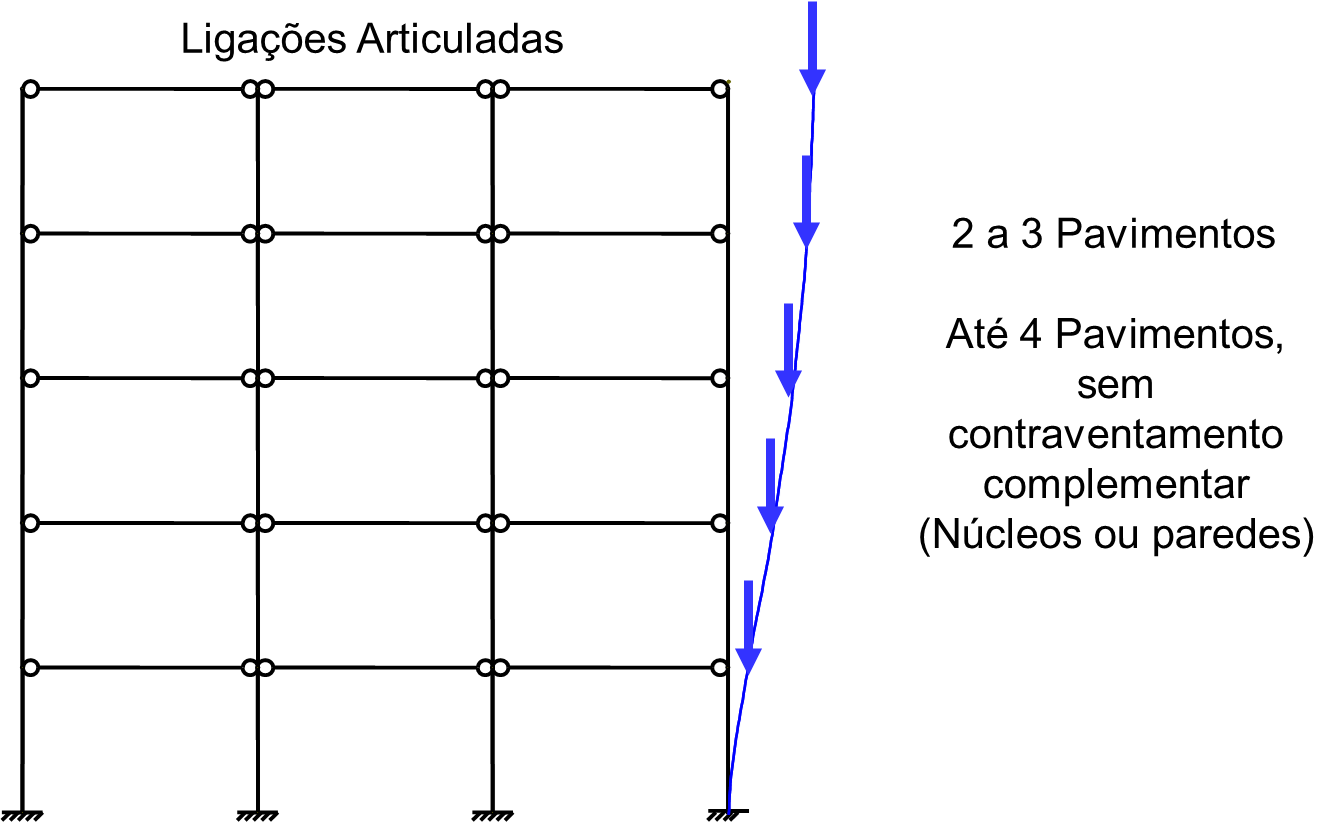 Ligações Articuladas
2 a 3 Pavimentos
Até 4 Pavimentos,
sem
contraventamento
complementar
(Núcleos ou paredes)